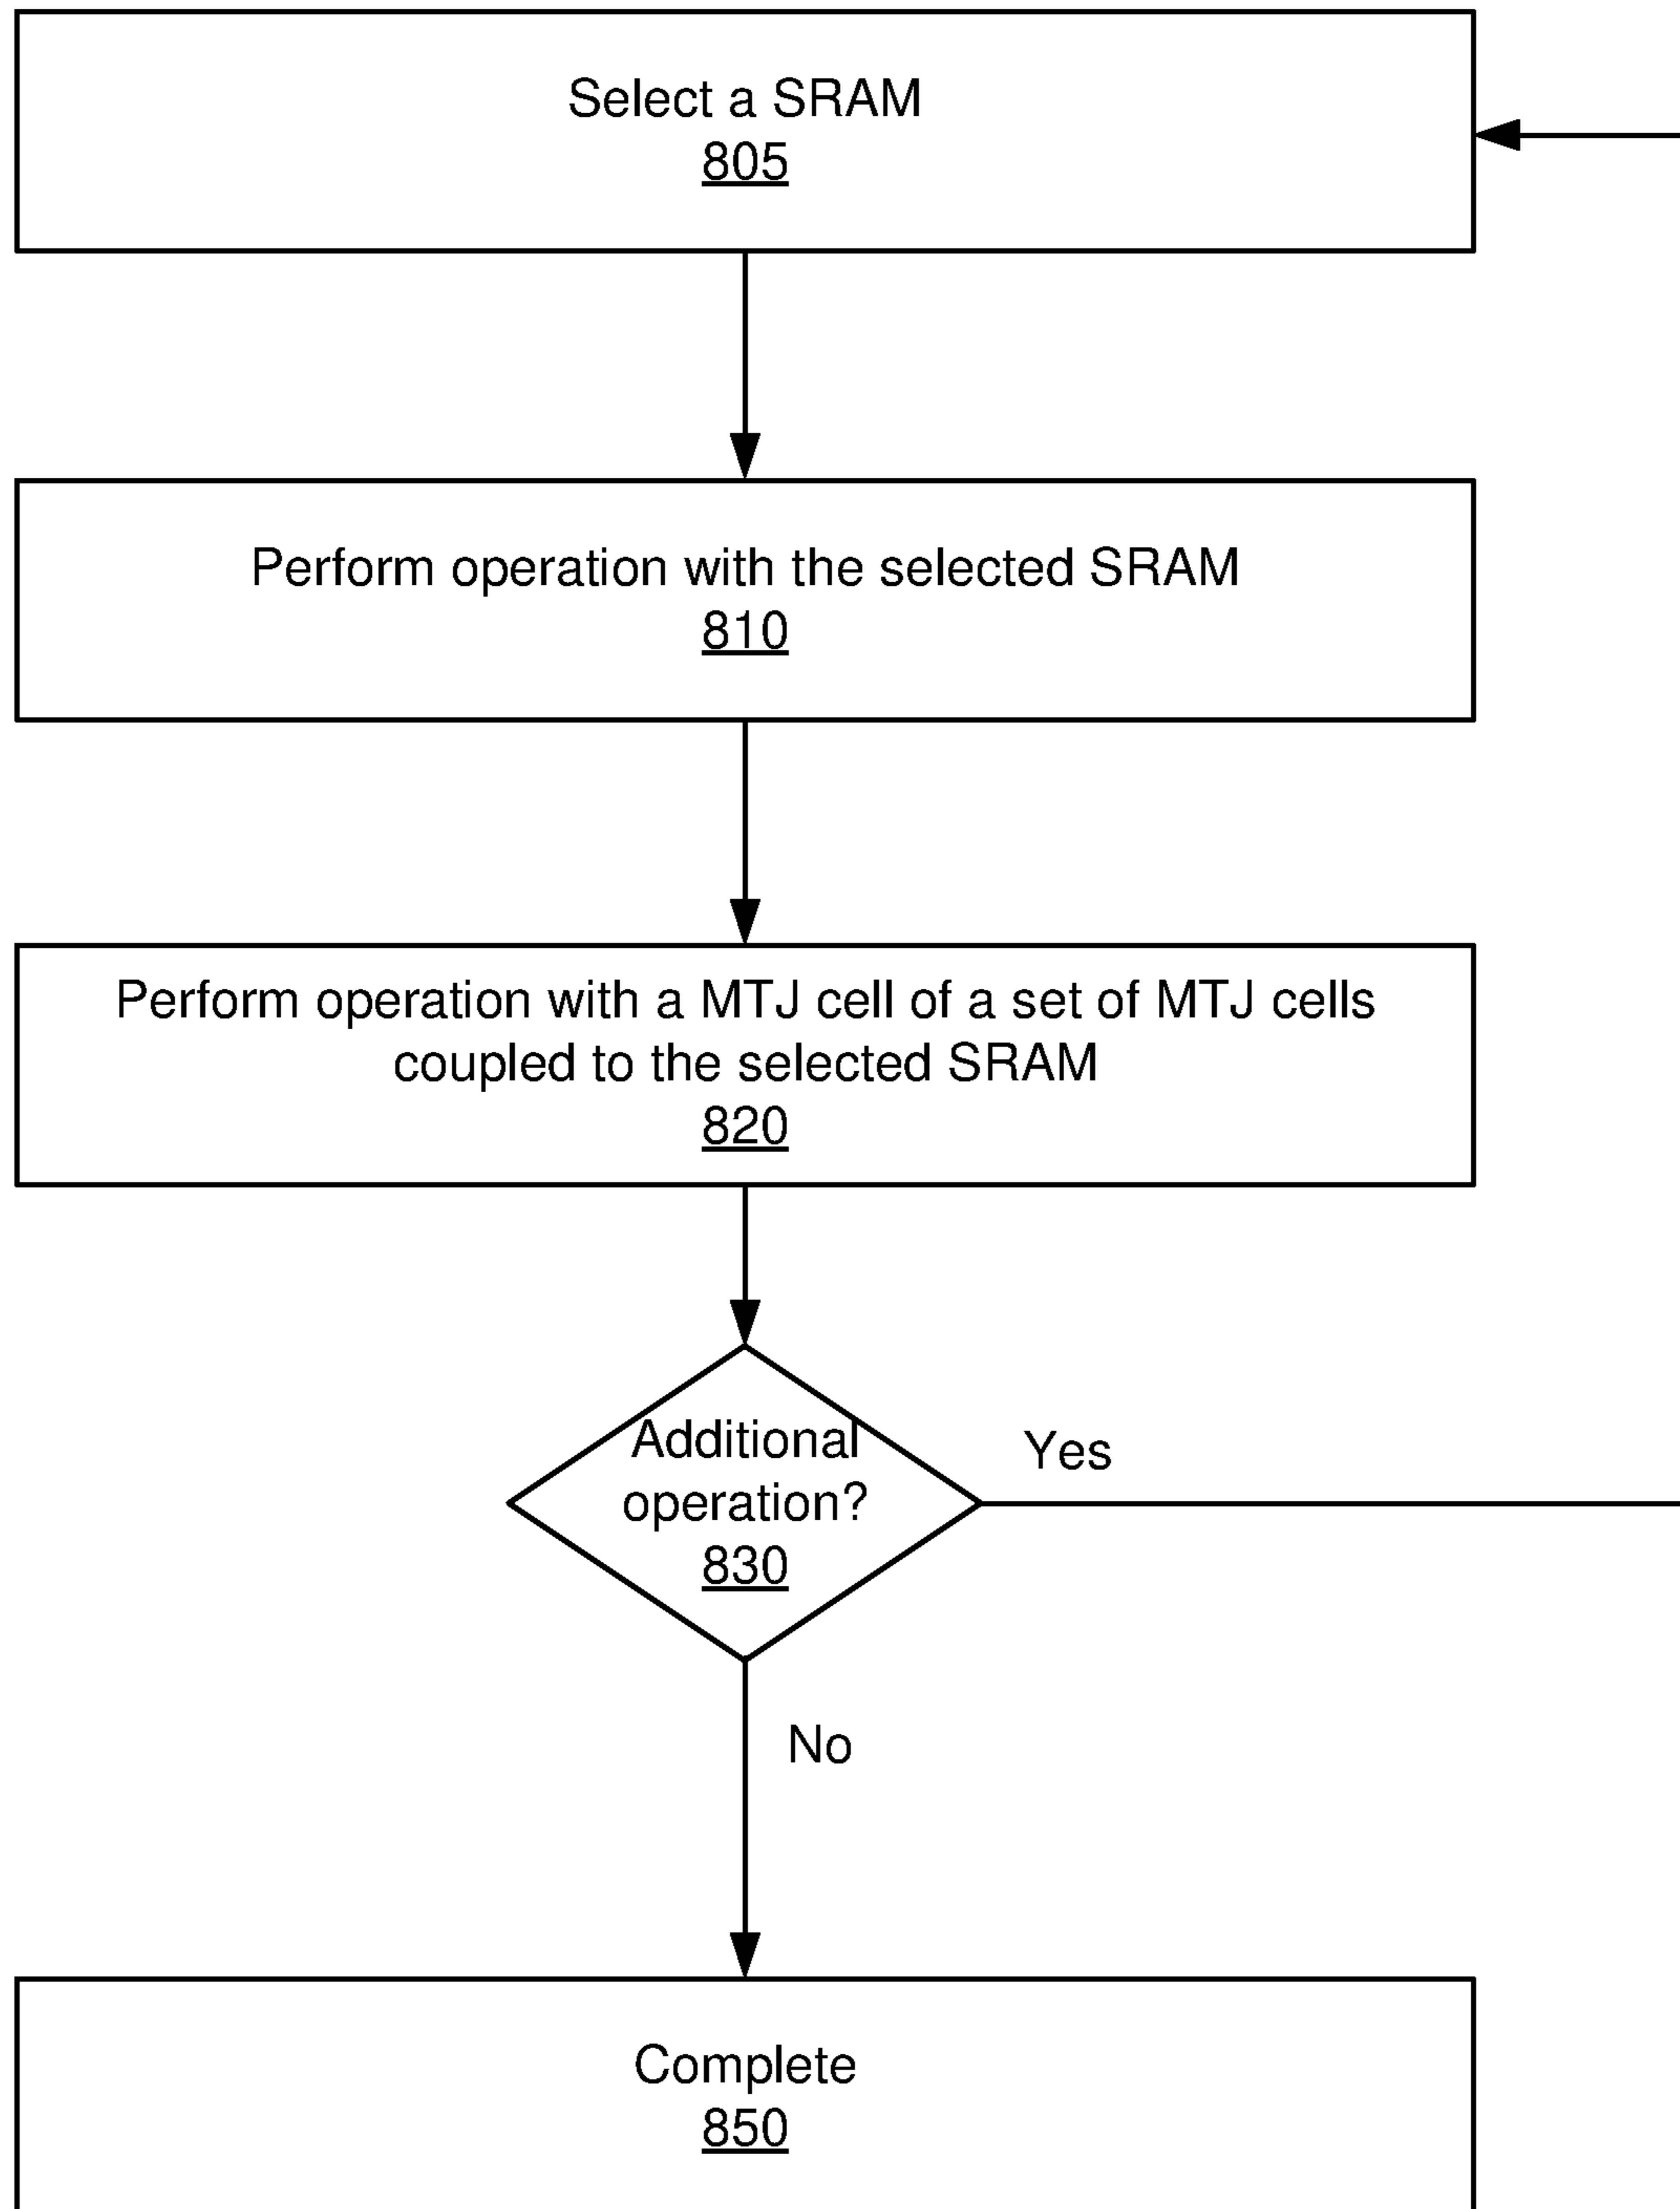 Select a SRAM
805
Perform operation with the selected SRAM
810
Perform operation with a MTJ cell of a set of MTJ cells
coupled to the selected SRAM
820
Additional
operation?
830
Yes
No
Complete
850